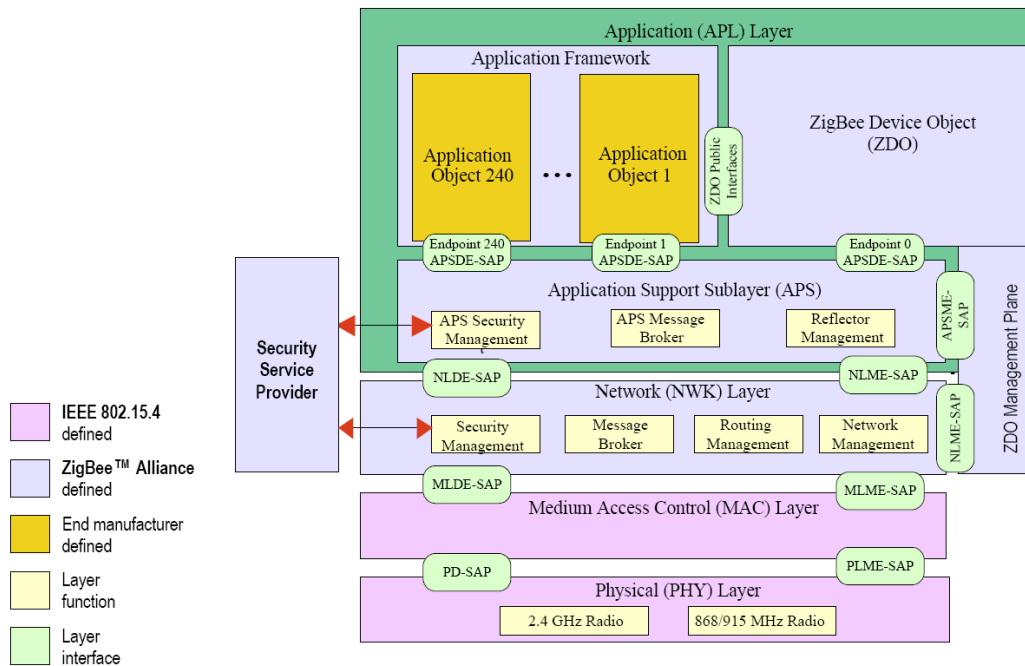 Application (APL) Layer
Application Framework
Application
Object 240
...
Application
Object 1
ZDO Public
Interfaces
ZigBee Device Object
(ZDO)
Endpoint 240
APSDE-SAP
Endpoint 1
APSDE-SAP
Endpoint 0
APSDE-SAP
Application Support Sublayer (APS)
APS Security
Management
APS Message
Broker
Reflector
Management
APSME-
SAP
ZDO Management Plane
Security
Service
Provider
NLDE-SAP
NLME-SAP
Network (NWK) Layer
Security
Management
Message
Broker
Routing
Management
Network
Management
NLME-SAP
MLDE-SAP
MLME-SAP
Medium Access Control (MAC) Layer
PD-SAP
PLME-SAP
Physical (PHY) Layer
2.4 GHz Radio
868/915 MHz Radio
IEEE 802.15.4
defined
ZigBee™ Alliance
defined
End manufacturer
defined
Layer
function
Layer
interface